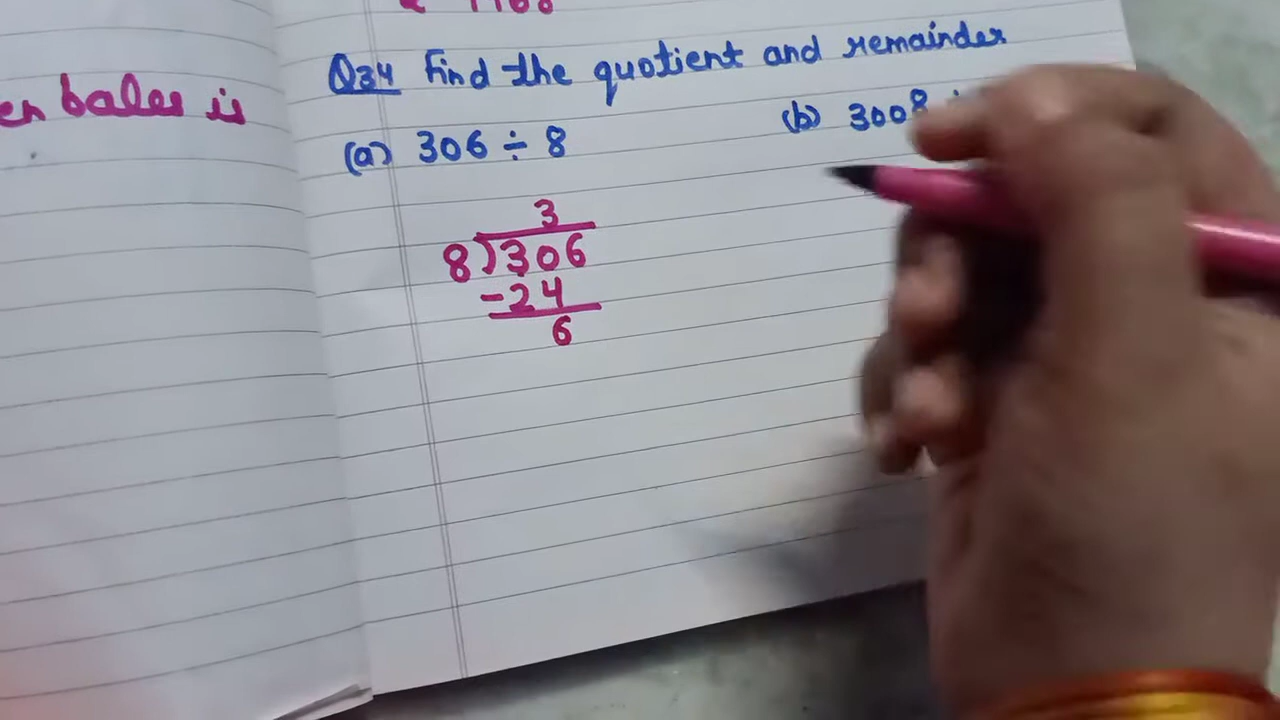 en bales is
Q34 Find the quotient and remainder
(a) 306 ÷ 8
(b) 3008
3
8)306
-24
6